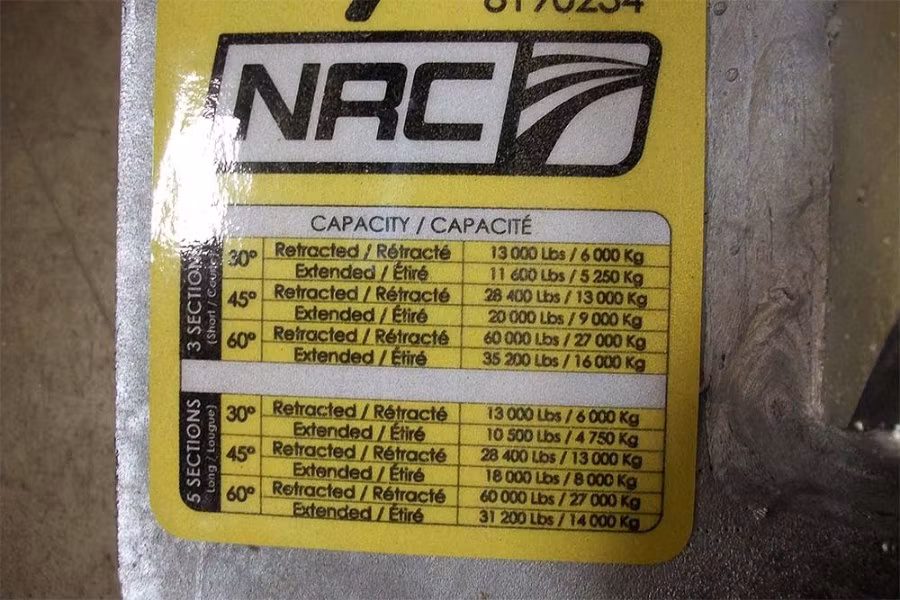 8190234
NRC
CAPACITY / CAPACITÉ
3 SECTIONS
(Short / Court)
30° Retracted / Rétracté 13 000 Lbs / 6 000 Kg
Extended / Étiré 11 600 Lbs / 5 250 Kg
45° Retracted / Rétracté 28 400 Lbs / 13 000 Kg
Extended / Étiré 20 000 Lbs / 9 000 Kg
60° Retracted / Rétracté 60 000 Lbs / 27 000 Kg
Extended / Étiré 35 200 Lbs / 16 000 Kg
5 SECTIONS
(Long / Lougue)
30° Retracted / Rétracté 13 000 Lbs / 6 000 Kg
Extended / Étiré 10 500 Lbs / 4 750 Kg
45° Retracted / Rétracté 28 400 Lbs / 13 000 Kg
Extended / Étiré 18 000 Lbs / 8 000 Kg
60° Retracted / Rétracté 60 000 Lbs / 27 000 Kg
Extended / Étiré 31 200 Lbs / 14 000 Kg